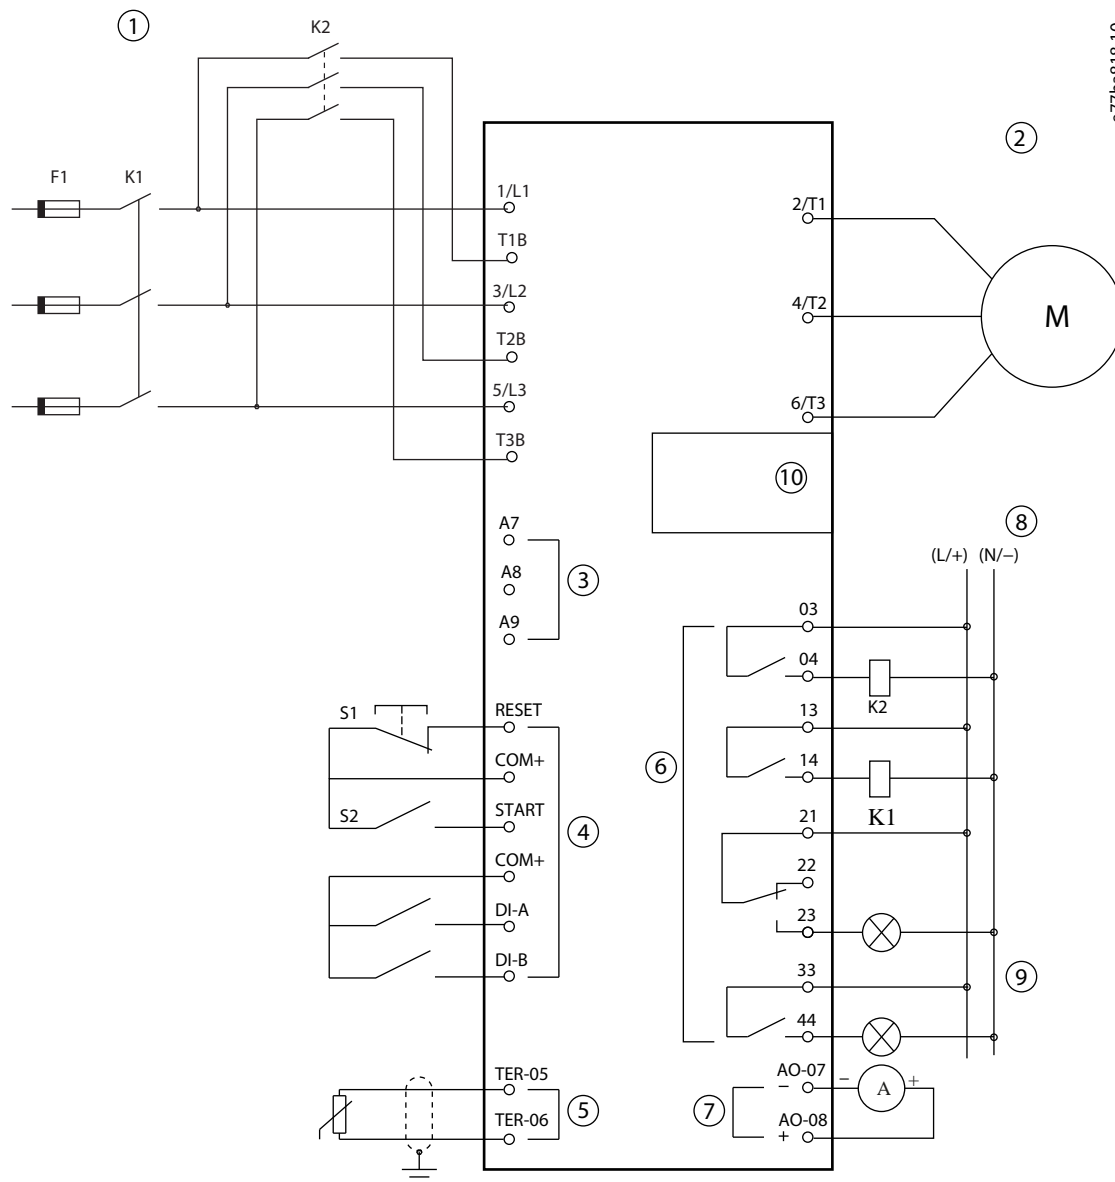 ①
K2
②
F1
K1
1/L1
2/T1
T1B
3/L2
4/T2
M
T2B
5/L3
6/T3
T3B
⑩
A7
⑧
(L/+) (N/−)
A8
③
A9
03
04
K2
S1
RESET
13
COM+
⑥
14
K1
S2
START
④
21
COM+
22
DI-A
23
DI-B
33
⑨
44
TER-05
AO-07
− − A +
⑤
⑦
TER-06
AO-08
+